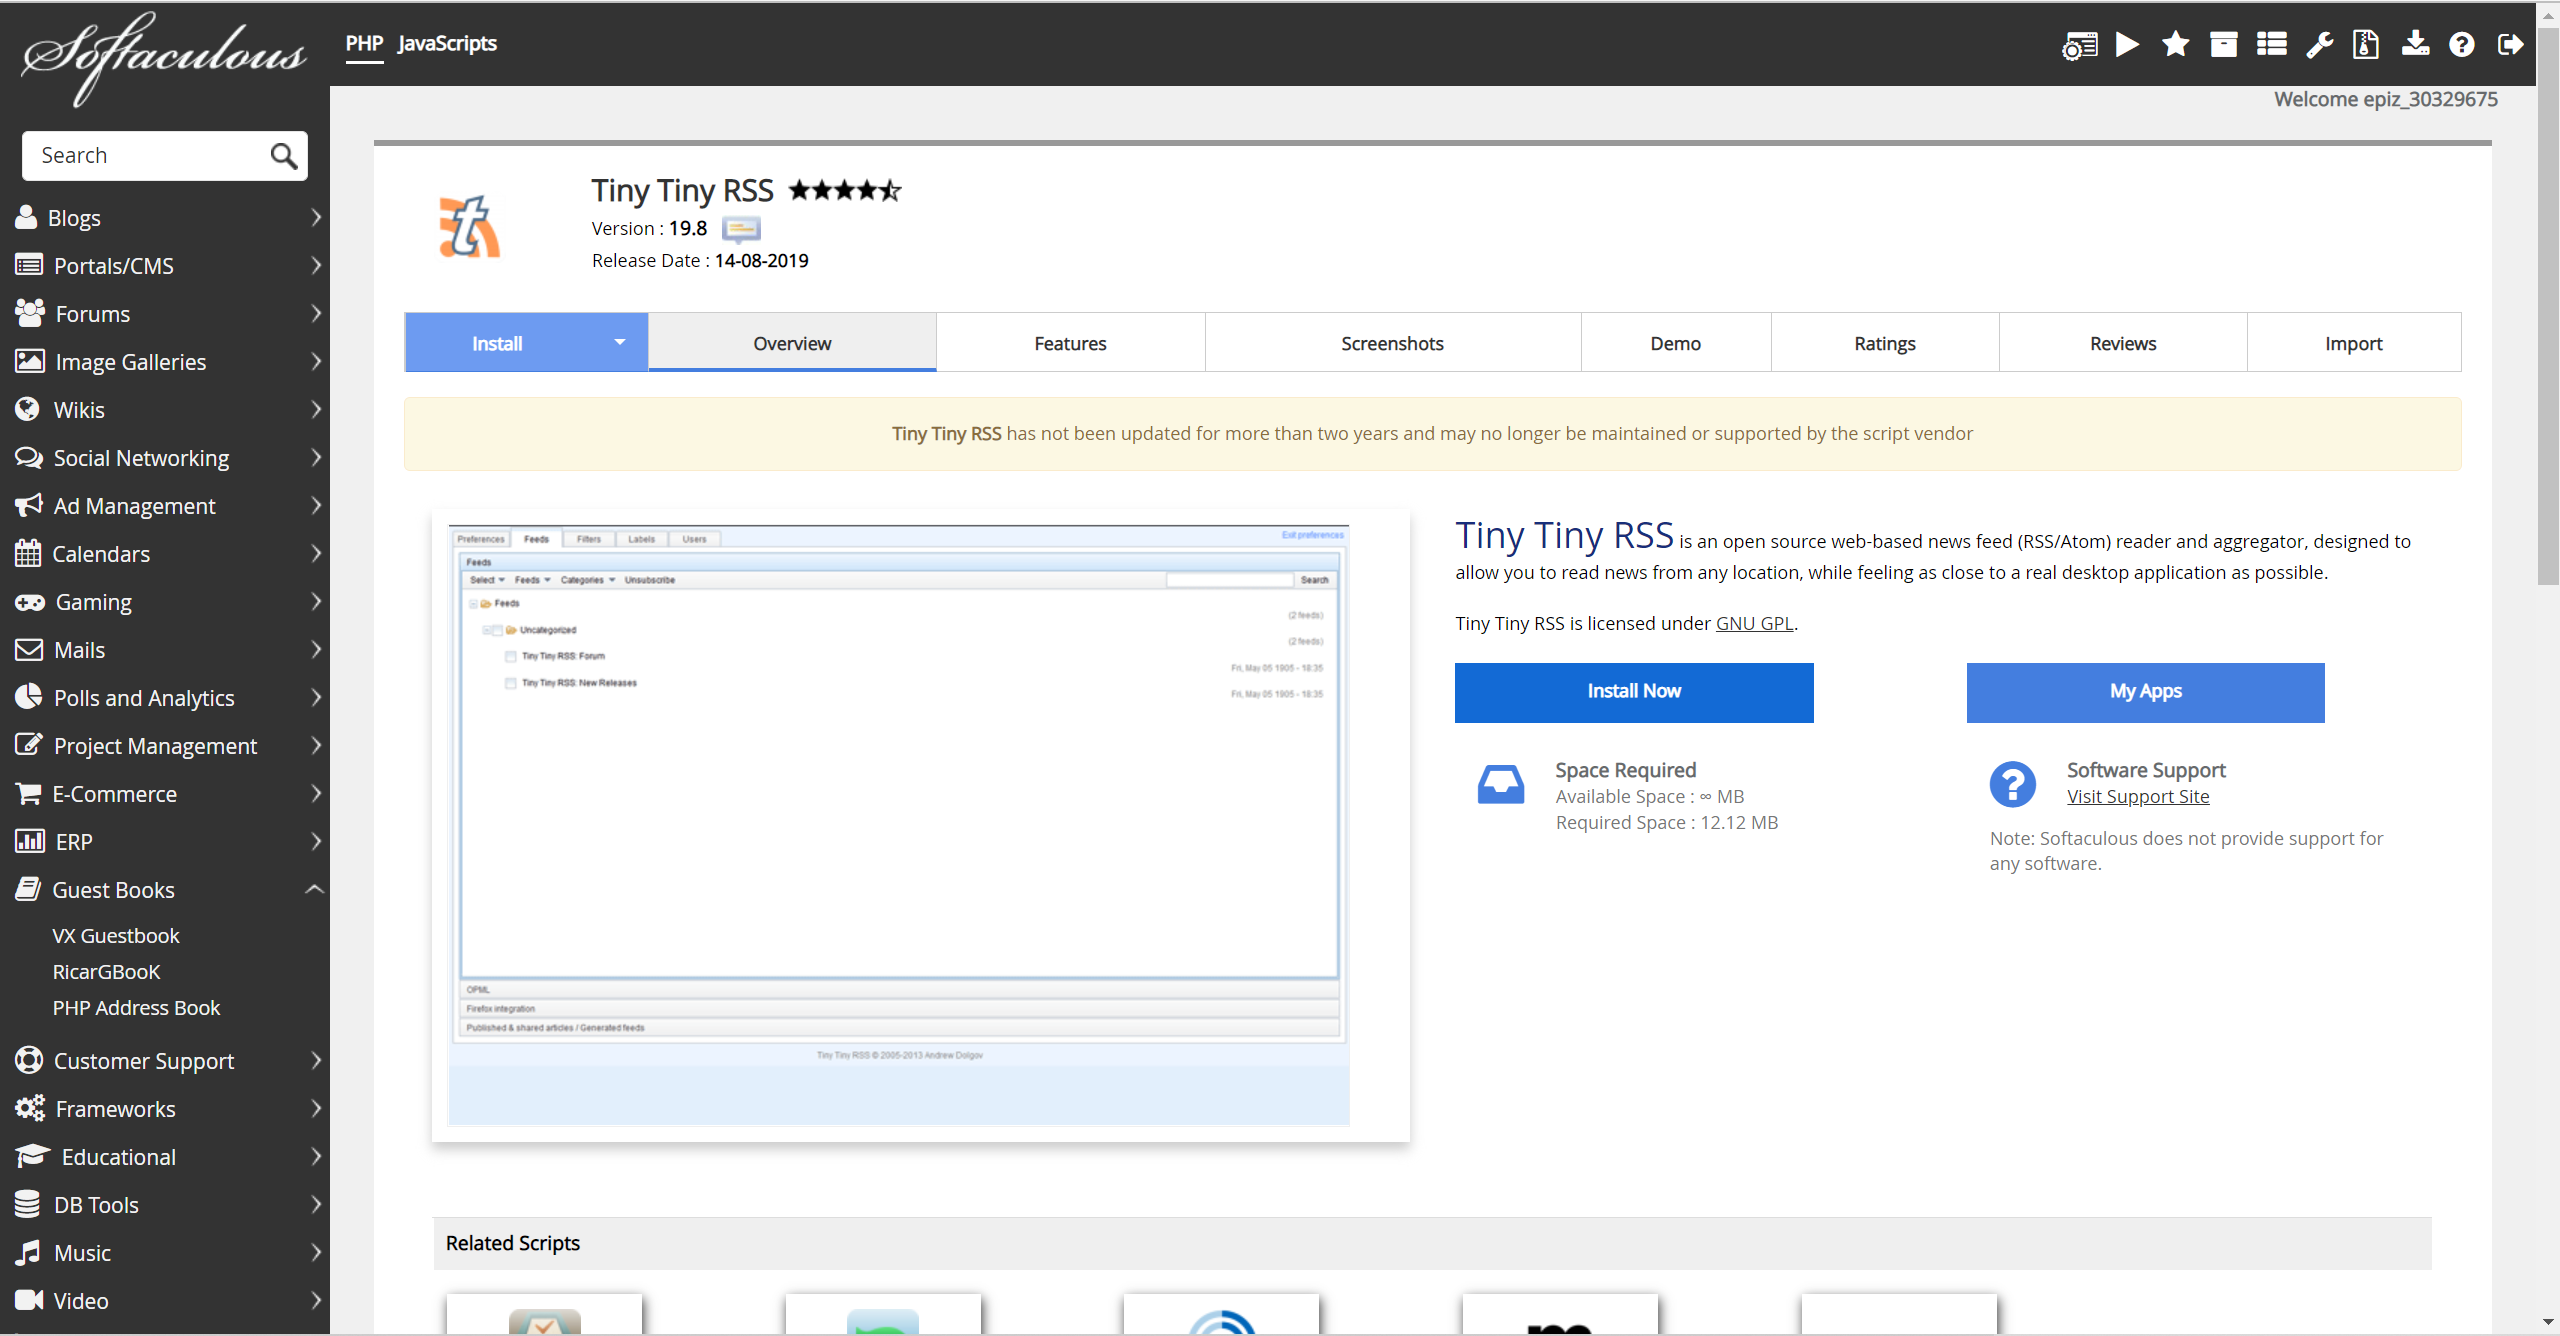 Softaculous
PHP JavaScripts
Welcome epiz_30329675
Search
Blogs
Portals/CMS
Forums
Image Galleries
Wikis
Social Networking
Ad Management
Calendars
Gaming
Mails
Polls and Analytics
Project Management
E-Commerce
ERP
Guest Books
VX Guestbook
RicarGBooK
PHP Address Book
Customer Support
Frameworks
Educational
DB Tools
Music
Video
Tiny Tiny RSS
Version : 19.8
Release Date : 14-08-2019
Install Overview Features Screenshots Demo Ratings Reviews Import
Tiny Tiny RSS has not been updated for more than two years and may no longer be maintained or supported by the script vendor
Preferences Feeds Filters Labels Users Exit preferences
Feeds
Select Feeds Categories Unsubscribe Search
Feeds
(2 feeds)
Uncategorized
(2 feeds)
Tiny Tiny RSS: Forum
Fri, May 05 1905 - 18:35
Tiny Tiny RSS: New Releases
Fri, May 05 1905 - 18:35
OPML
Firefox integration
Published & shared articles / Generated feeds
Tiny Tiny RSS © 2005-2013 Andrew Dolgov
Tiny Tiny RSS is an open source web-based news feed (RSS/Atom) reader and aggregator, designed to
allow you to read news from any location, while feeling as close to a real desktop application as possible.
Tiny Tiny RSS is licensed under GNU GPL.
Install Now
My Apps
Space Required
Available Space : ∞ MB
Required Space : 12.12 MB
Software Support
Visit Support Site
Note: Softaculous does not provide support for
any software.
Related Scripts